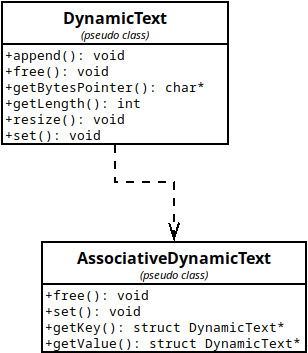 DynamicText
(pseudo class)
+append(): void
+free(): void
+getBytesPointer(): char*
+getLength(): int
+resize(): void
+set(): void
AssociativeDynamicText
(pseudo class)
+free(): void
+set(): void
+getKey(): struct DynamicText*
+getValue(): struct DynamicText*